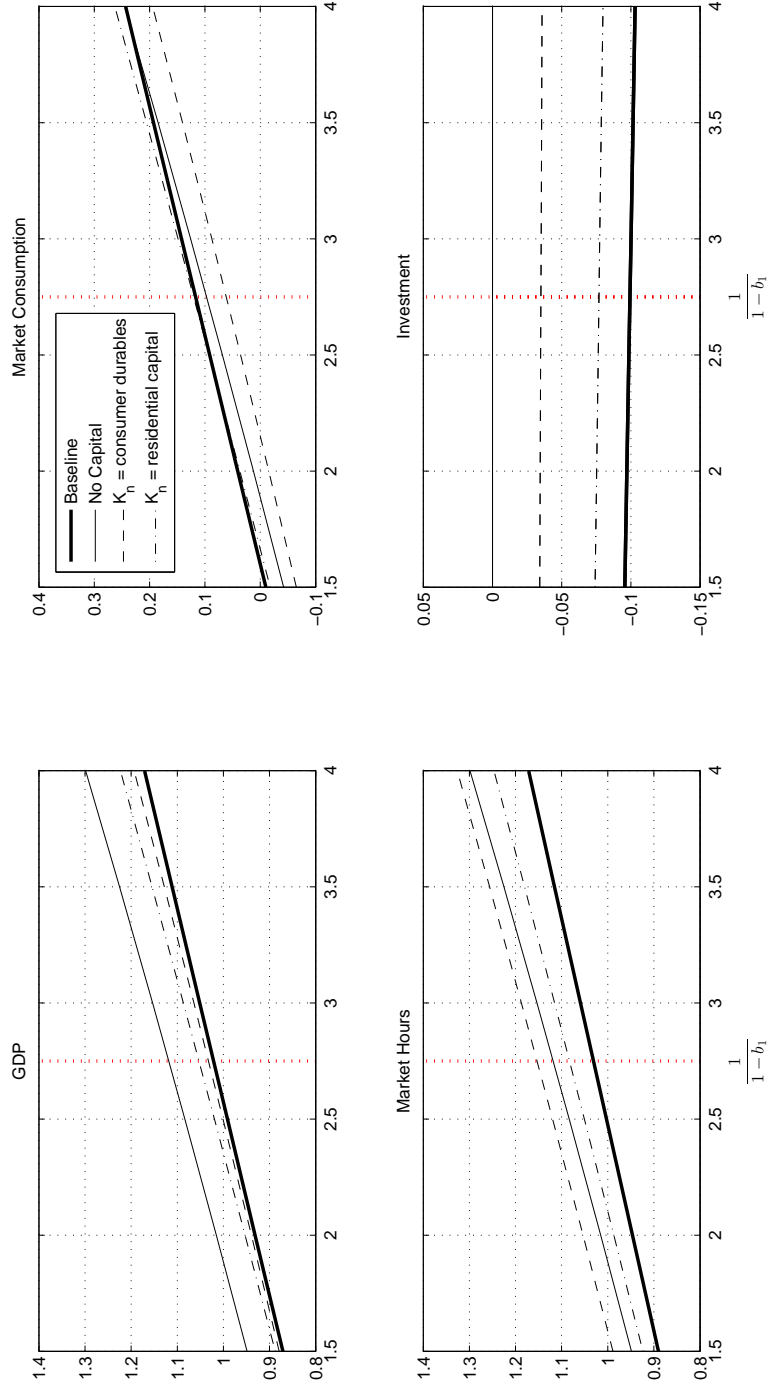 GDP
1.4
1.3
1.2
1.1
1
0.9
0.8
1.5 2 2.5 3 3.5 4
Market Consumption
0.4
0.3
0.2
0.1
0
−0.1
1.5 2 2.5 3 3.5 4
Baseline
No Capital
K_n = consumer durables
K_n = residential capital
Market Hours
1.4
1.3
1.2
1.1
1
0.9
0.8
1.5 2 2.5 3 3.5 4
1
1 − b₁
Investment
0.05
0
−0.05
−0.1
−0.15
1.5 2 2.5 3 3.5 4
1
1 − b₁